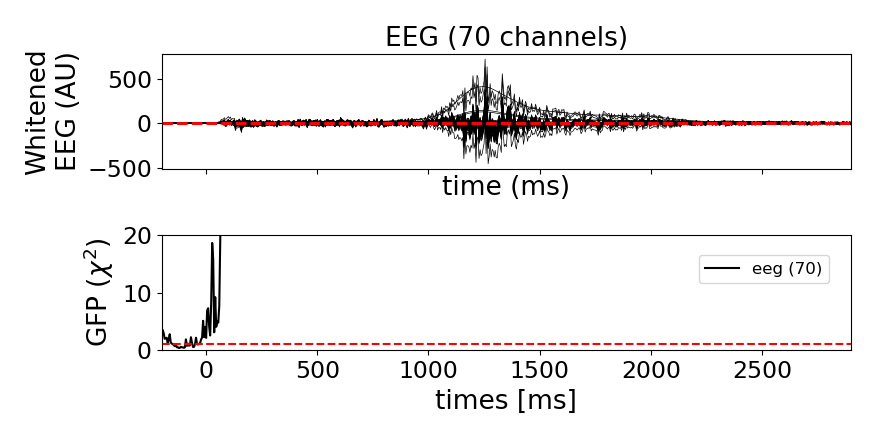 EEG (70 channels)
Whitened
EEG (AU)
500
0
−500
time (ms)
GFP (χ²)
20
10
0
eeg (70)
0 500 1000 1500 2000 2500
times [ms]